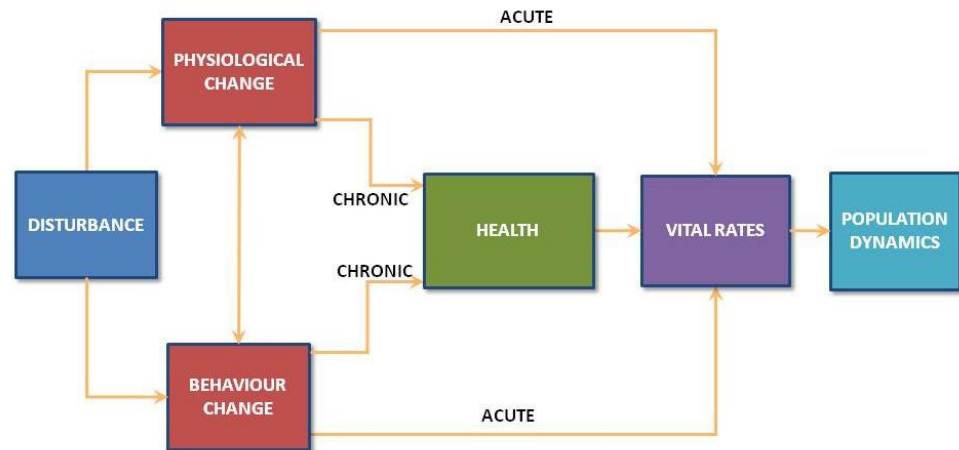 ACUTE
PHYSIOLOGICAL
CHANGE
CHRONIC
DISTURBANCE
HEALTH
VITAL RATES
POPULATION
DYNAMICS
CHRONIC
BEHAVIOUR
CHANGE
ACUTE